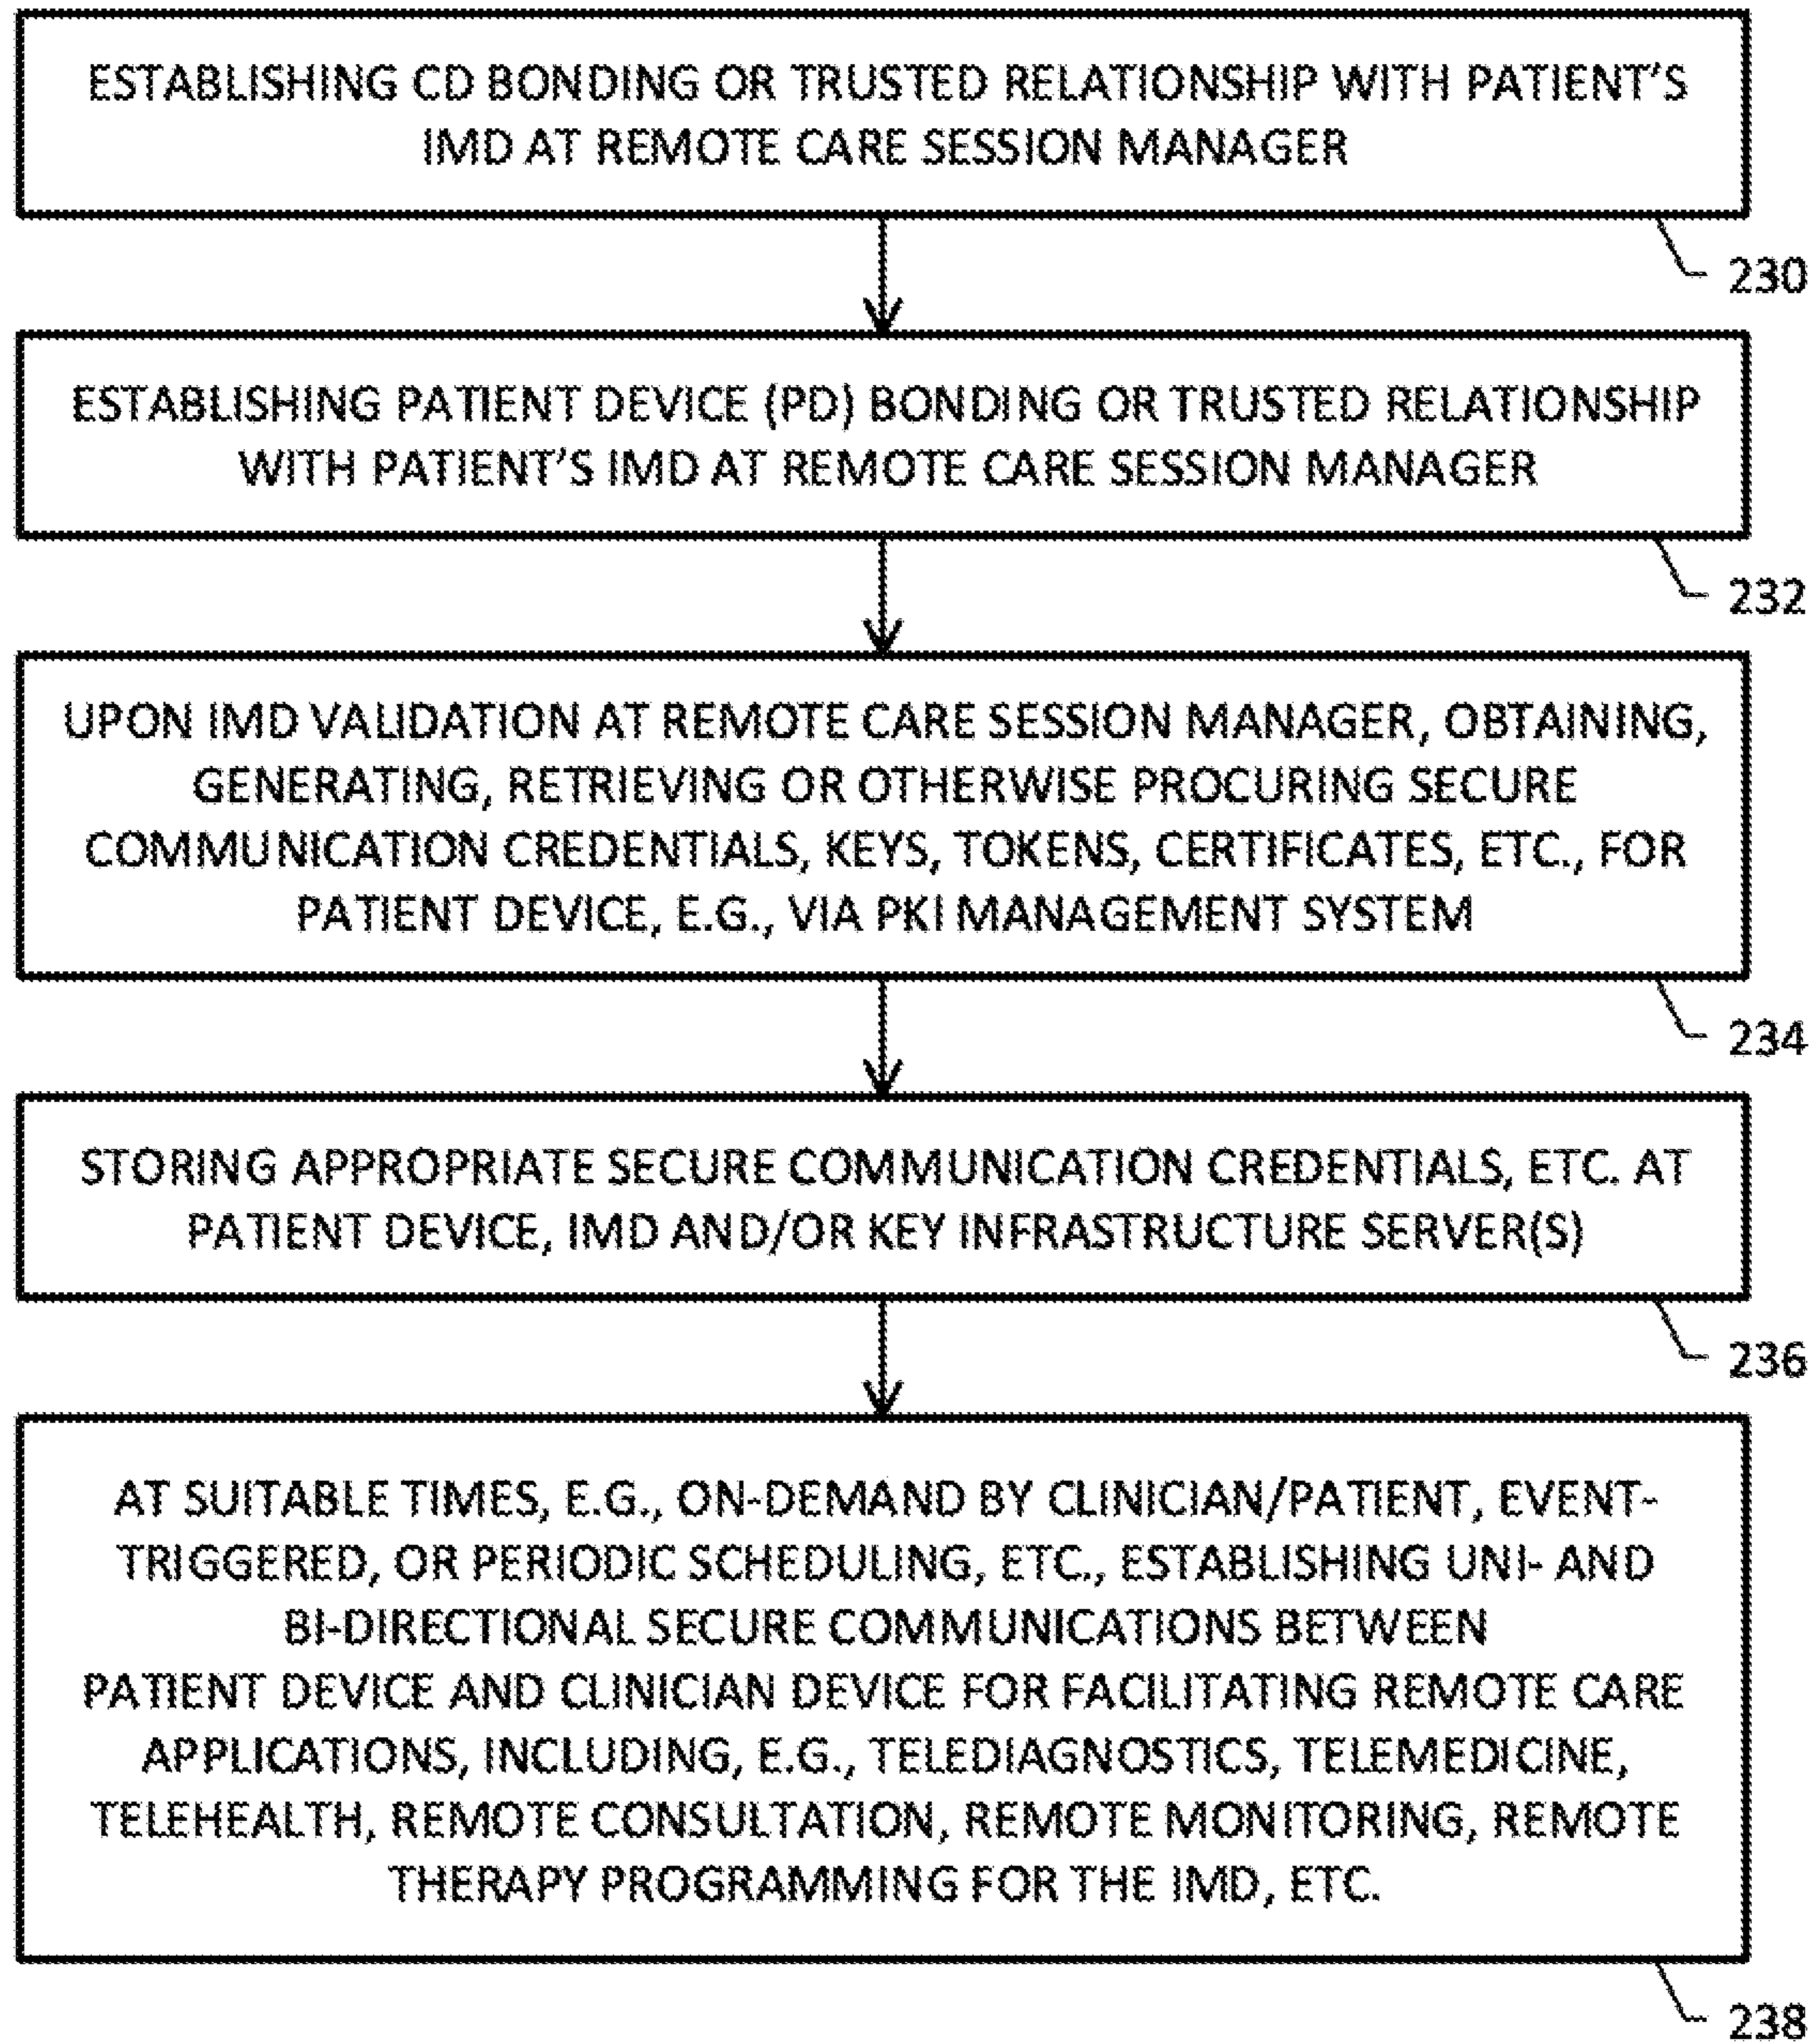 ESTABLISHING CD BONDING OR TRUSTED RELATIONSHIP WITH PATIENT'S
IMD AT REMOTE CARE SESSION MANAGER
230
ESTABLISHING PATIENT DEVICE (PD) BONDING OR TRUSTED RELATIONSHIP
WITH PATIENT'S IMD AT REMOTE CARE SESSION MANAGER
232
UPON IMD VALIDATION AT REMOTE CARE SESSION MANAGER, OBTAINING,
GENERATING, RETRIEVING OR OTHERWISE PROCURING SECURE
COMMUNICATION CREDENTIALS, KEYS, TOKENS, CERTIFICATES, ETC., FOR
PATIENT DEVICE, E.G., VIA PKI MANAGEMENT SYSTEM
234
STORING APPROPRIATE SECURE COMMUNICATION CREDENTIALS, ETC. AT
PATIENT DEVICE, IMD AND/OR KEY INFRASTRUCTURE SERVER(S)
236
AT SUITABLE TIMES, E.G., ON-DEMAND BY CLINICIAN/PATIENT, EVENT-
TRIGGERED, OR PERIODIC SCHEDULING, ETC., ESTABLISHING UNI- AND
BI-DIRECTIONAL SECURE COMMUNICATIONS BETWEEN
PATIENT DEVICE AND CLINICIAN DEVICE FOR FACILITATING REMOTE CARE
APPLICATIONS, INCLUDING, E.G., TELEDIAGNOSTICS, TELEMEDICINE,
TELEHEALTH, REMOTE CONSULTATION, REMOTE MONITORING, REMOTE
THERAPY PROGRAMMING FOR THE IMD, ETC.
238